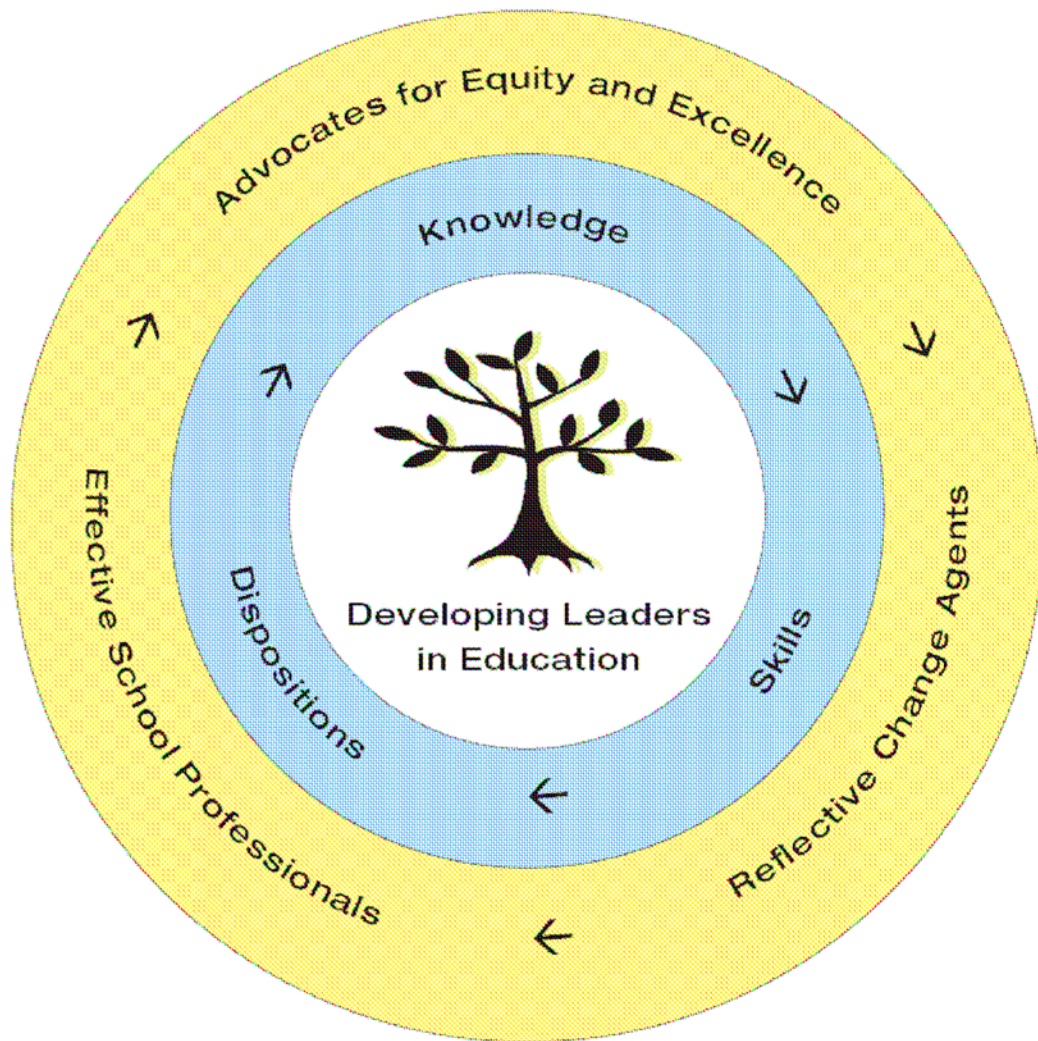 Advocates for Equity and Excellence
Knowledge
Developing Leaders
in Education
Skills
Dispositions
Reflective Change Agents
Effective School Professionals